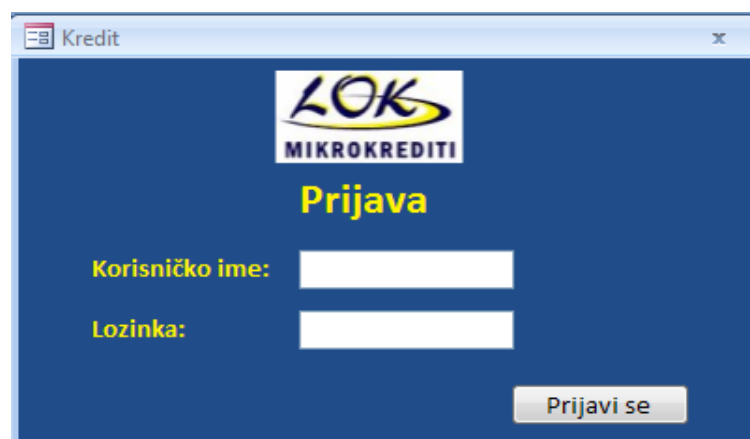 Kredit
LOK
MIKROKREDITI
Prijava
Korisničko ime:
Lozinka:
Prijavi se